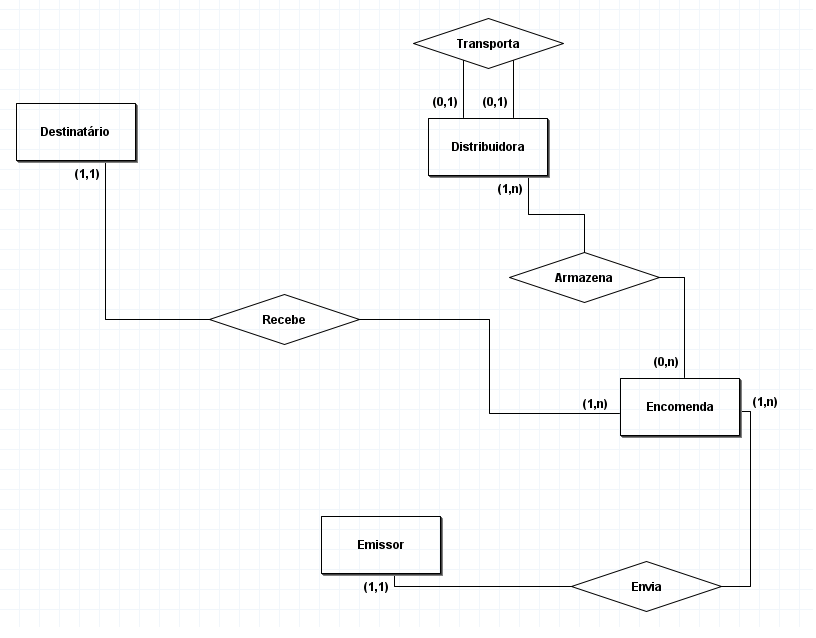 Transporta
(0,1) (0,1)
Destinatário
Distribuidora
(1,1)
(1,n)
Armazena
Recebe
(0,n)
(1,n)
Encomenda
(1,n)
Emissor
(1,1)
Envia